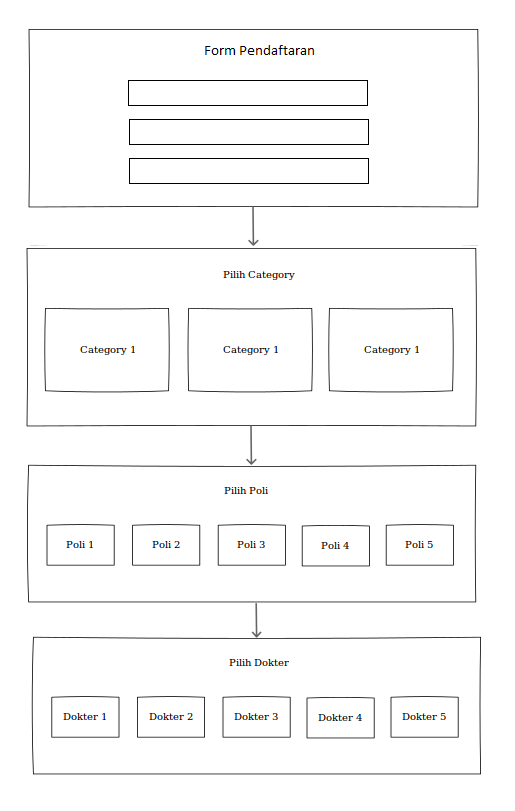 Form Pendaftaran
Pilih Category
Category 1 Category 1 Category 1
Pilih Poli
Poli 1 Poli 2 Poli 3 Poli 4 Poli 5
Pilih Dokter
Dokter 1 Dokter 2 Dokter 3 Dokter 4 Dokter 5